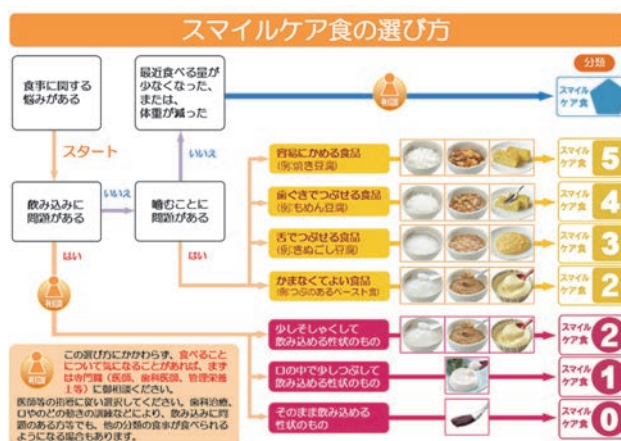 スマイルケア食の選び方
食事に関する
悩みがある
最近食べる量が
少なくなった、
または、
体重が減った
相談
分類
スマイル
ケア食
スタート
いいえ
飲み込みに
問題がある
いいえ
噛むことに
問題がある
はい
はい
相談
容易にかめる食品
(例:焼き豆腐)
スマイル
ケア食
5
歯ぐきでつぶせる食品
(例:もめん豆腐)
スマイル
ケア食
4
舌でつぶせる食品
(例:きぬごし豆腐)
スマイル
ケア食
3
かまなくてよい食品
(例:つぶのあるペースト食)
スマイル
ケア食
2
少しそしゃくして
飲み込める性状のもの
スマイル
ケア食
2
口の中で少しつぶして
飲み込める性状のもの
スマイル
ケア食
1
そのまま飲み込める
性状のもの
スマイル
ケア食
0
相談
この選び方にかかわらず、食べること
について気になることがあれば、まず
は専門職(医師、歯科医師、管理栄養
士等)に御相談ください。
医師等の指導に従い選択してください。歯科治療、
口やのどの動きの訓練などにより、飲み込みに問
題のある方等でも、他の分類の食事が食べられる
ようになる場合もあります。